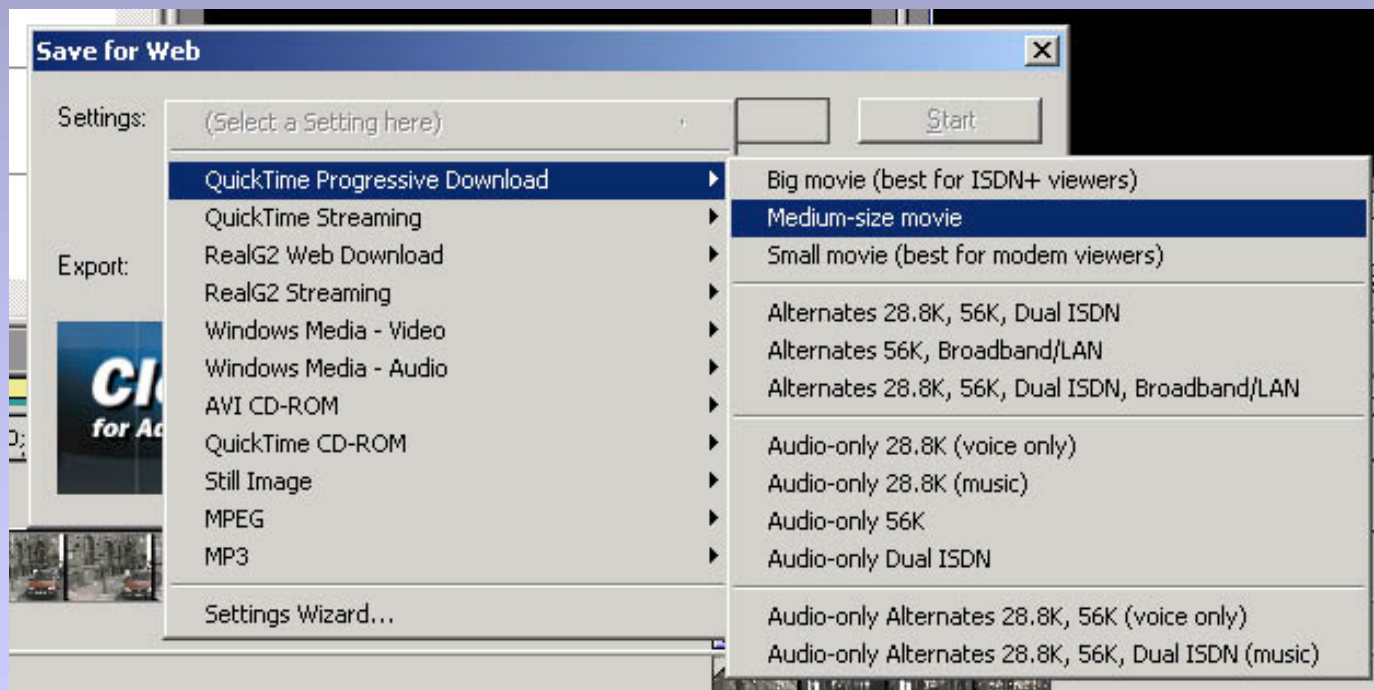 Save for Web
Settings:
(Select a Setting here)
Start
QuickTime Progressive Download
QuickTime Streaming
RealG2 Web Download
RealG2 Streaming
Windows Media - Video
Windows Media - Audio
AVI CD-ROM
QuickTime CD-ROM
Still Image
MPEG
MP3
Settings Wizard...
Big movie (best for ISDN+ viewers)
Medium-size movie
Small movie (best for modem viewers)
Alternates 28.8K, 56K, Dual ISDN
Alternates 56K, Broadband/LAN
Alternates 28.8K, 56K, Dual ISDN, Broadband/LAN
Audio-only 28.8K (voice only)
Audio-only 28.8K (music)
Audio-only 56K
Audio-only Dual ISDN
Audio-only Alternates 28.8K, 56K (voice only)
Audio-only Alternates 28.8K, 56K, Dual ISDN (music)
Export:
for